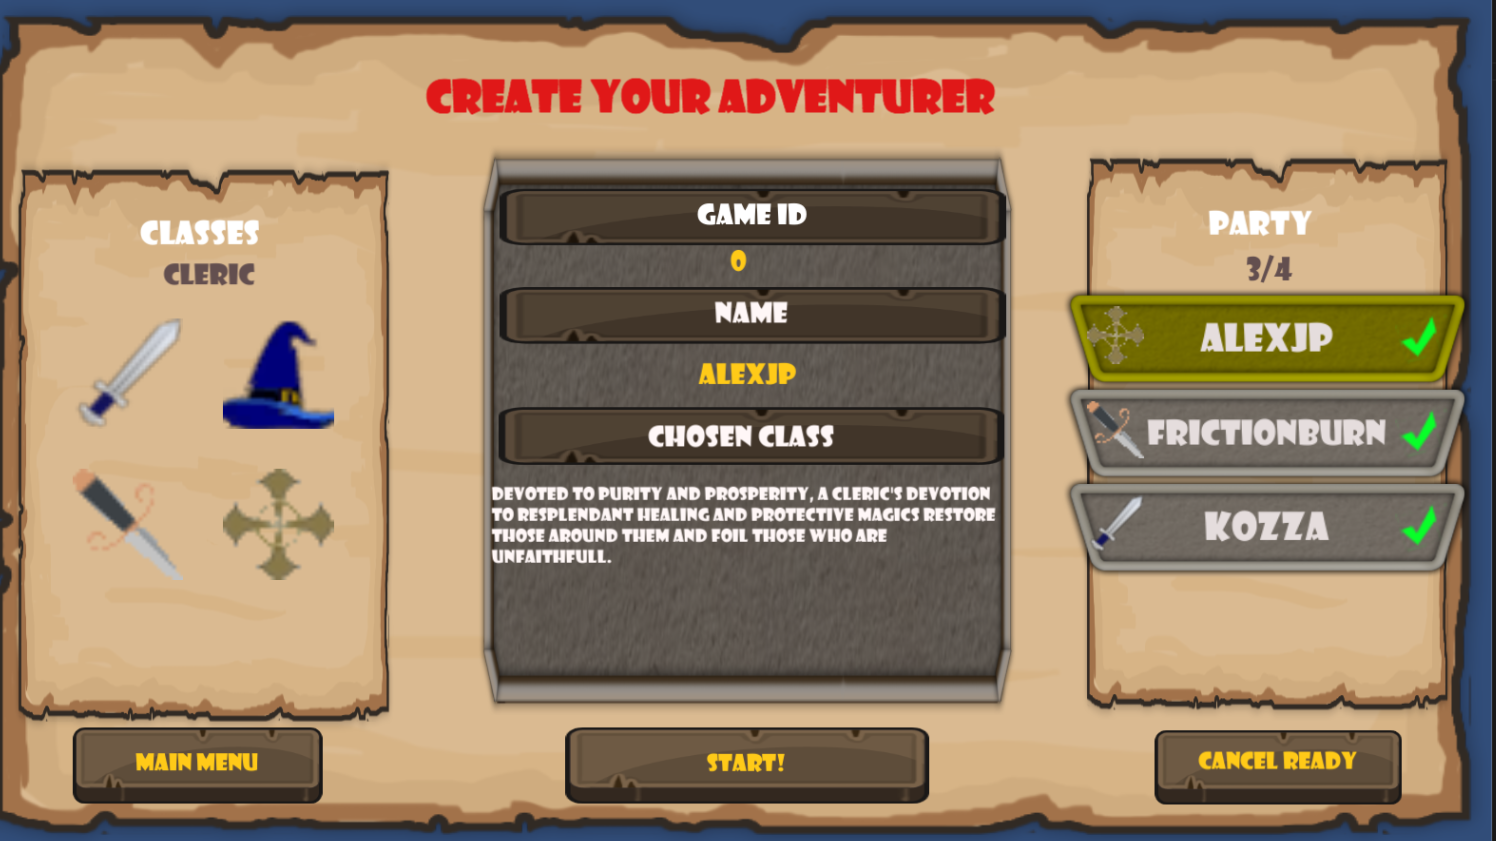 CREATE YOUR ADVENTURER
CLASSES
CLERIC
GAME ID
0
NAME
ALEXJP
CHOSEN CLASS
DEVOTED TO PURITY AND PROSPERITY, A CLERIC'S DEVOTION
TO RESPLENDANT HEALING AND PROTECTIVE MAGICS RESTORE
THOSE AROUND THEM AND FOIL THOSE WHO ARE
UNFAITHFULL.
PARTY
3/4
ALEXJP
FRICTIONBURN
KOZZA
MAIN MENU
START!
CANCEL READY